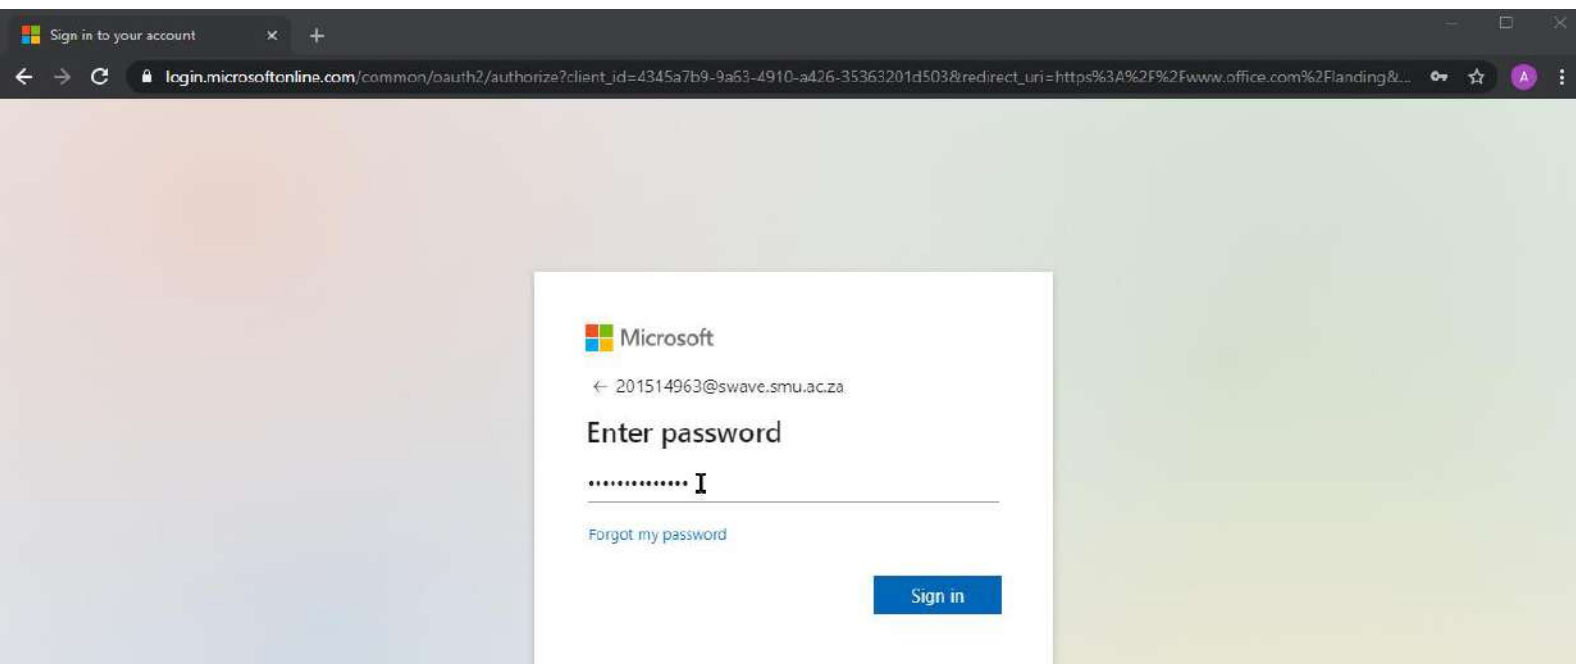 Sign in to your account
login.microsoftonline.com/common/oauth2/authorize?client_id=4345a7b9-9a63-4910-a426-35363201d503&redirect_uri=https%3A%2F%2Fwww.office.com%2Flanding&...
A
Microsoft
← 201514963@swave.smu.ac.za
Enter password
••••••••••••••
Forgot my password
Sign in